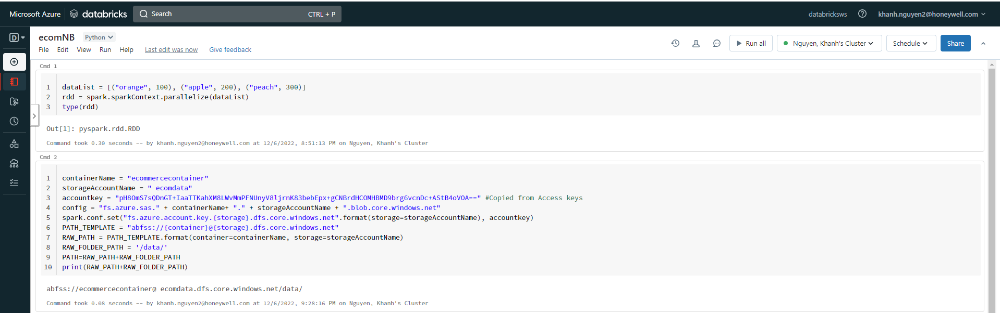 Microsoft Azure databricks Search CTRL + P databricksws khanh.nguyen2@honeywell.com
D ecomNB Python
File Edit View Run Help Last edit was now Give feedback Run all Nguyen, Khanh's Cluster Schedule Share
Cmd 1
1 dataList = [("orange", 100), ("apple", 200), ("peach", 300)]
2 rdd = spark.sparkContext.parallelize(dataList)
3 type(rdd)
Out[1]: pyspark.rdd.RDD
Command took 0.30 seconds -- by khanh.nguyen2@honeywell.com at 12/6/2022, 8:51:13 PM on Nguyen, Khanh's Cluster
Cmd 2
1 containerName = "ecommercecontainer"
2 storageAccountName = " ecomdata"
3 accountkey = "pH8OmS7sQDnGT+IaaTTKahXM8LWvMmPFNUnyV8ljrnK83bebEpx+gCNBrdHCOMHBMD9brg6vcnDc+AStB4oVOA==" #Copied from Access keys
4 config = "fs.azure.sas." + containerName+ "." + storageAccountName + ".blob.core.windows.net"
5 spark.conf.set("fs.azure.account.key.{storage}.dfs.core.windows.net".format(storage=storageAccountName), accountkey)
6 PATH_TEMPLATE = "abfss://{container}@{storage}.dfs.core.windows.net"
7 RAW_PATH = PATH_TEMPLATE.format(container=containerName, storage=storageAccountName)
8 RAW_FOLDER_PATH = '/data/'
9 PATH=RAW_PATH+RAW_FOLDER_PATH
10 print(RAW_PATH+RAW_FOLDER_PATH)
abfss://ecommercecontainer@ ecomdata.dfs.core.windows.net/data/
Command took 0.08 seconds -- by khanh.nguyen2@honeywell.com at 12/6/2022, 9:28:16 PM on Nguyen, Khanh's Cluster